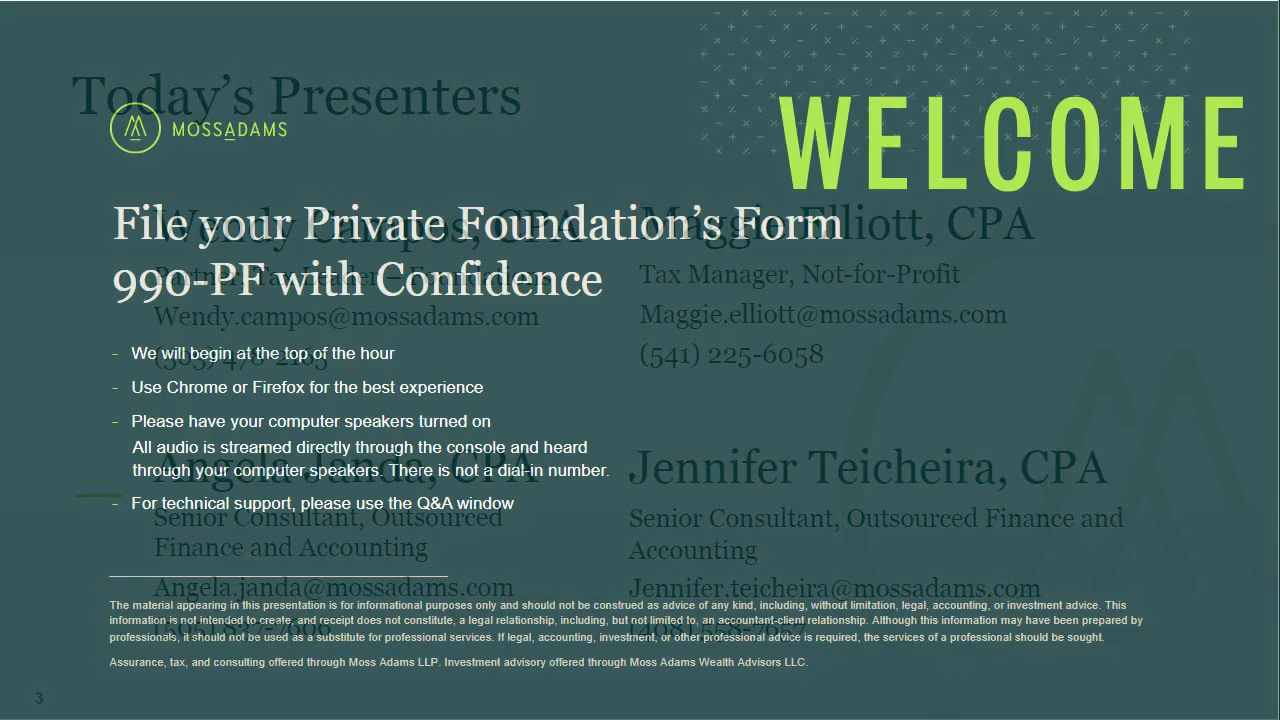 Today's Presenters
MOSSADAMS
WELCOME
File your Private Foundation's Form
990-PF with Confidence
- We will begin at the top of the hour
- Use Chrome or Firefox for the best experience
- Please have your computer speakers turned on
All audio is streamed directly through the console and heard
through your computer speakers. There is not a dial-in number.
- For technical support, please use the Q&A window
Wendy Campos, CPA
Partner, Tax Leader – Foundations
Wendy.campos@mossadams.com
Maggie Elliott, CPA
Tax Manager, Not-for-Profit
Maggie.elliott@mossadams.com
(541) 225-6058
Angela Janda, CPA
Senior Consultant, Outsourced
Finance and Accounting
Angela.janda@mossadams.com
Jennifer Teicheira, CPA
Senior Consultant, Outsourced Finance and
Accounting
Jennifer.teicheira@mossadams.com
The material appearing in this presentation is for informational purposes only and should not be construed as advice of any kind, including, without limitation, legal, accounting, or investment advice. This
information is not intended to create, and receipt does not constitute, a legal relationship, including, but not limited to, an accountant-client relationship. Although this information may have been prepared by
professionals, it should not be used as a substitute for professional services. If legal, accounting, investment, or other professional advice is required, the services of a professional should be sought.
Assurance, tax, and consulting offered through Moss Adams LLP. Investment advisory offered through Moss Adams Wealth Advisors LLC.
3